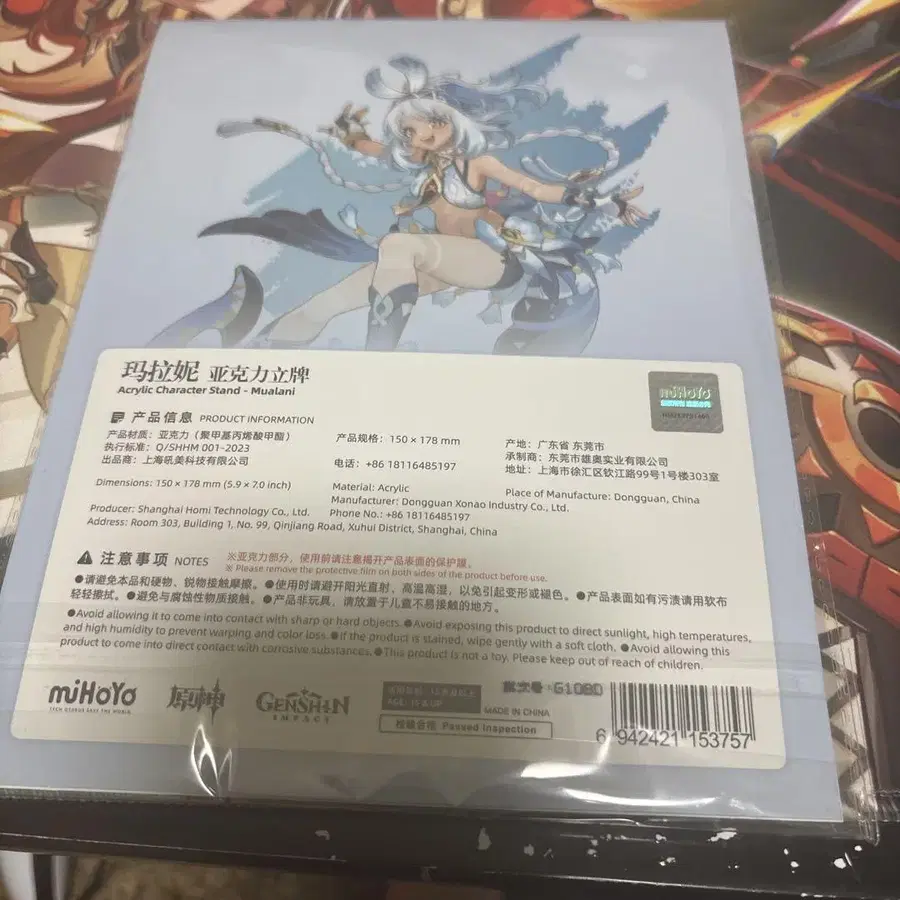 玛拉妮 亚克力立牌
Acrylic Character Stand - Mualani
miHoYo
产品信息 PRODUCT INFORMATION
产品材质：亚克力（聚甲基丙烯酸甲酯）
执行标准：Q/SHHM 001-2023
出品商：上海吼美科技有限公司
产品规格：150 × 178 mm
电话：+86 18116485197
产地：广东省 东莞市
承制商：东莞市雄奥实业有限公司
地址：上海市徐汇区钦江路99号1号楼303室
Dimensions: 150 × 178 mm (5.9 × 7.0 inch)
Material: Acrylic
Place of Manufacture: Dongguan, China
Manufacturer: Dongguan Xonao Industry Co., Ltd.
Producer: Shanghai Homi Technology Co., Ltd.
Phone No.: +86 18116485197
Address: Room 303, Building 1, No. 99, Qinjiang Road, Xuhui District, Shanghai, China
注意事项 NOTES
※亚克力部分，使用前请注意揭开产品表面的保护膜。
※ Please remove the protective film on both sides of the product before use.
●请避免本品和硬物、锐物接触摩擦。●使用时请避开阳光直射，高温高湿，以免引起变形或褪色。●产品表面如有污渍请用软布
轻轻擦拭。●避免与腐蚀性物质接触。●产品非玩具，请放置于儿童不易接触的地方。
●Avoid allowing it to come into contact with sharp or hard objects. ●Avoid exposing this product to direct sunlight, high temperatures,
and high humidity to prevent warping and color loss. ●If the product is stained, wipe gently with a soft cloth. ●Avoid allowing this
product to come into direct contact with corrosive substances. ●This product is not a toy. Please keep out of reach of children.
miHoYo
TECH OTAKUS SAVE THE WORLD
原神
GENSHIN
IMPACT
AGE: 15 & UP
MADE IN CHINA
检验合格 Passed Inspection
G1080
6 942421 153757